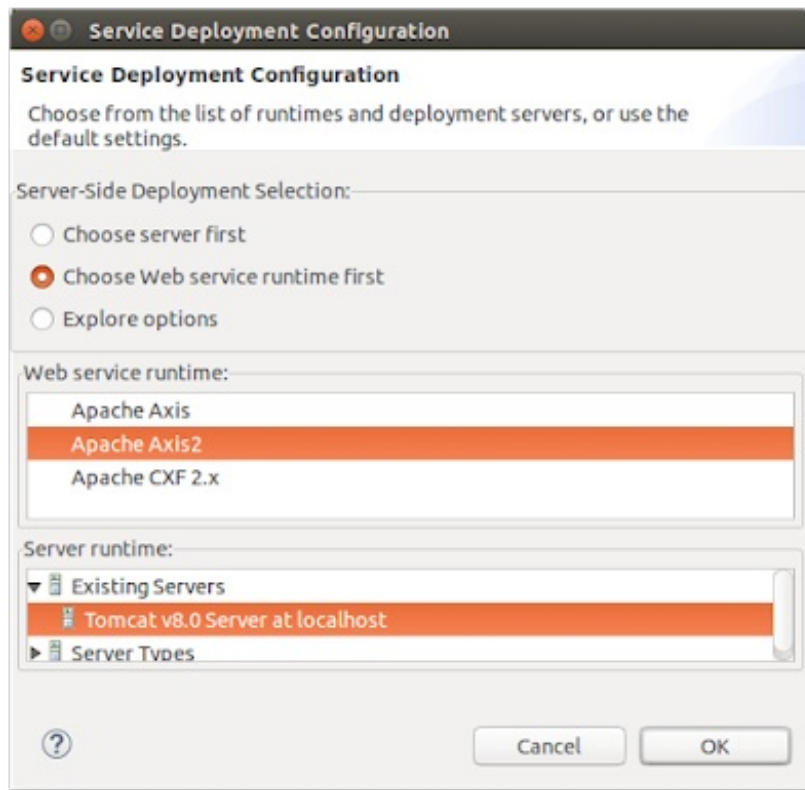 Service Deployment Configuration
Service Deployment Configuration
Choose from the list of runtimes and deployment servers, or use the
default settings.
Server-Side Deployment Selection:
Choose server first
Choose Web service runtime first
Explore options
Web service runtime:
Apache Axis
Apache Axis2
Apache CXF 2.x
Server runtime:
Existing Servers
Tomcat v8.0 Server at localhost
Server Types
?
Cancel OK